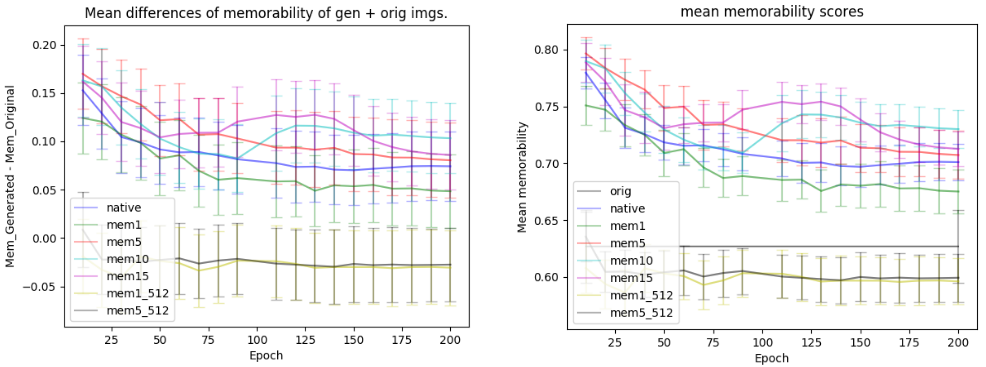 Mean differences of memorability of gen + orig imgs.
Mem_Generated - Mem_Original
0.20
0.15
0.10
0.05
0.00
−0.05
native
mem1
mem5
mem10
mem15
mem1_512
mem5_512
25 50 75 100 125 150 175 200
Epoch
mean memorability scores
Mean memorability
0.80
0.75
0.70
0.65
0.60
orig
native
mem1
mem5
mem10
mem15
mem1_512
mem5_512
25 50 75 100 125 150 175 200
Epoch